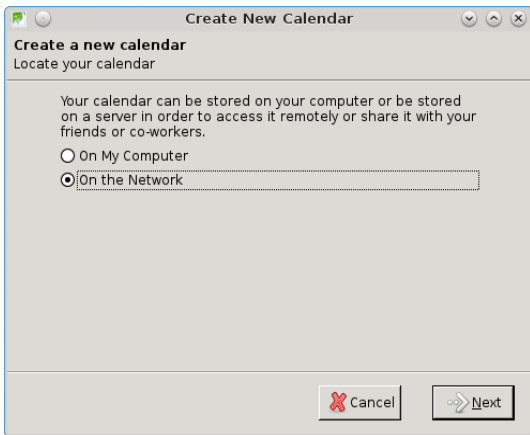 Create New Calendar
Create a new calendar
Locate your calendar
Your calendar can be stored on your computer or be stored
on a server in order to access it remotely or share it with your
friends or co-workers.
On My Computer
On the Network
Cancel
Next